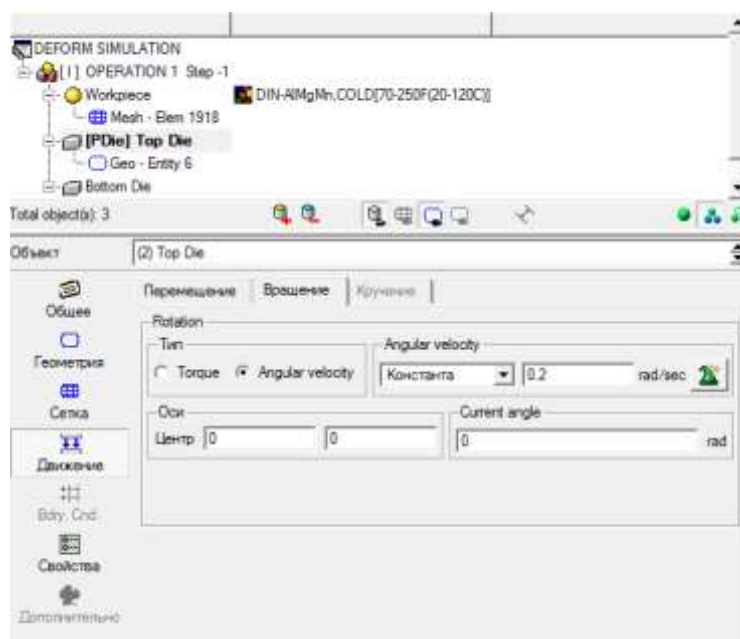 DEFORM SIMULATION
[1] OPERATION 1 Step -1
Workpiece DIN-AlMgMn,COLD[70-250F(20-120C)]
Mesh - Elem 1918
[PDie] Top Die
Geo - Entity 6
Bottom Die
Total object(s): 3
Объект (2) Top Die
Общее
Геометрия
Сетка
Движение
Bdry. Cnd.
Свойства
Дополнительно
Перемещение Вращение Кручение
Rotation
Тип Angular velocity
Torque Angular velocity Константа 0.2 rad/sec
Оси Current angle
Центр 0 0 0 rad